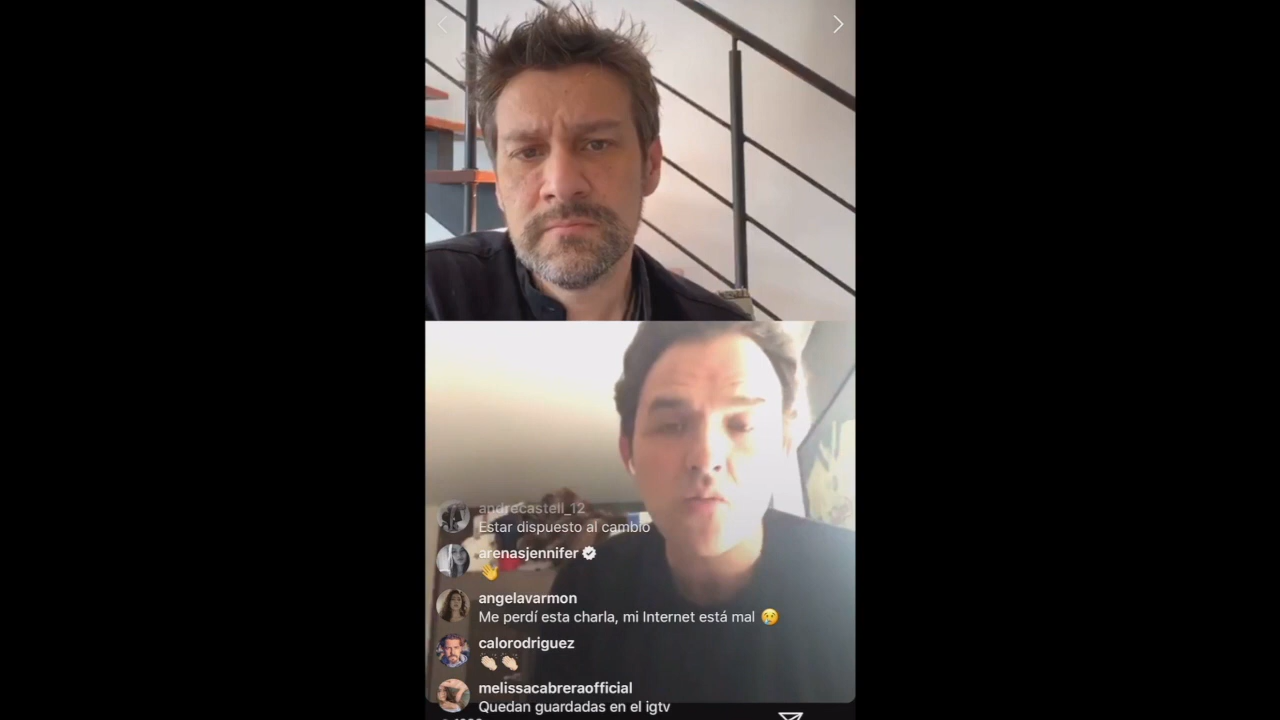 andrecastell_12
Estar dispuesto al cambio
arenasjennifer
👋
angelavarmon
Me perdí esta charla, mi Internet está mal 😢
calorodriguez
👏🏻👏🏻
melissacabreraofficial
Quedan guardadas en el igtv